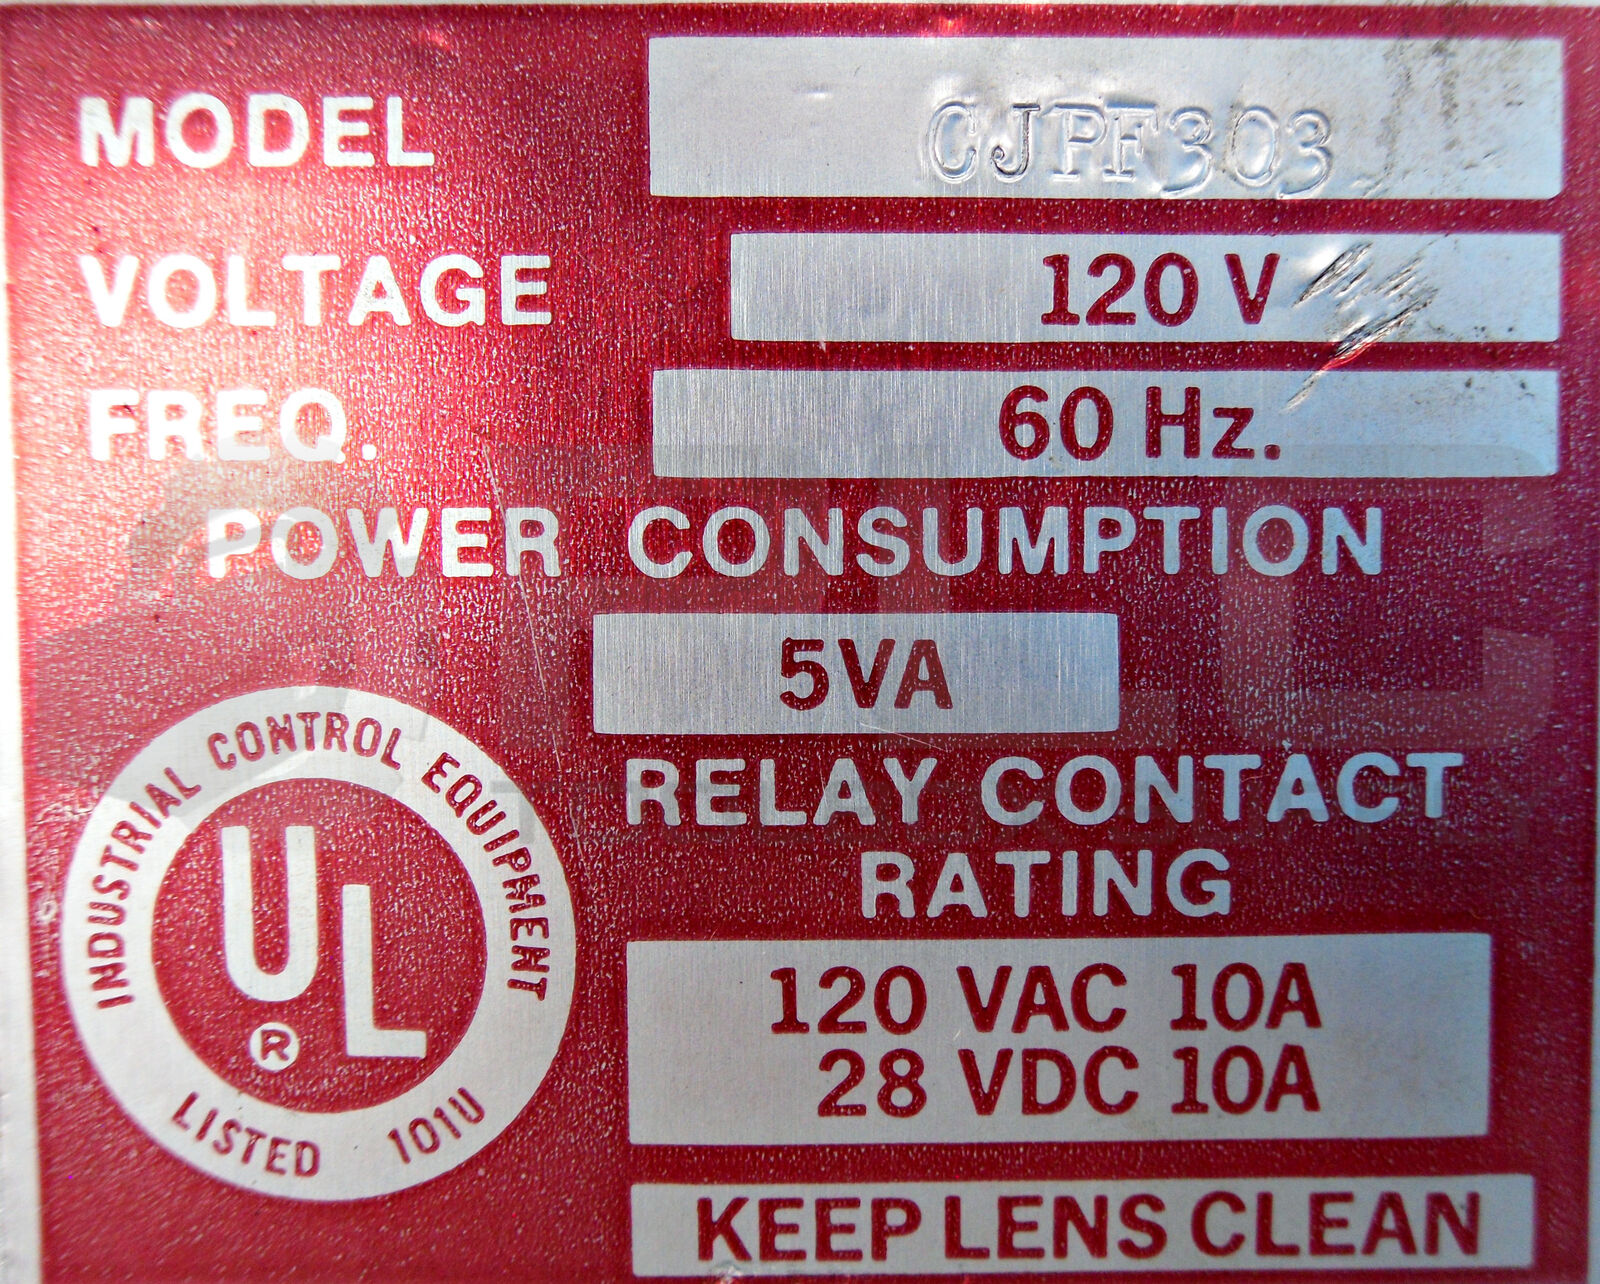 MODEL CJPF303
VOLTAGE 120 V
FREQ. 60 Hz.
POWER CONSUMPTION
5VA
RELAY CONTACT
RATING
120 VAC 10A
28 VDC 10A
KEEP LENS CLEAN
INDUSTRIAL CONTROL EQUIPMENT
UL
®
LISTED 101U